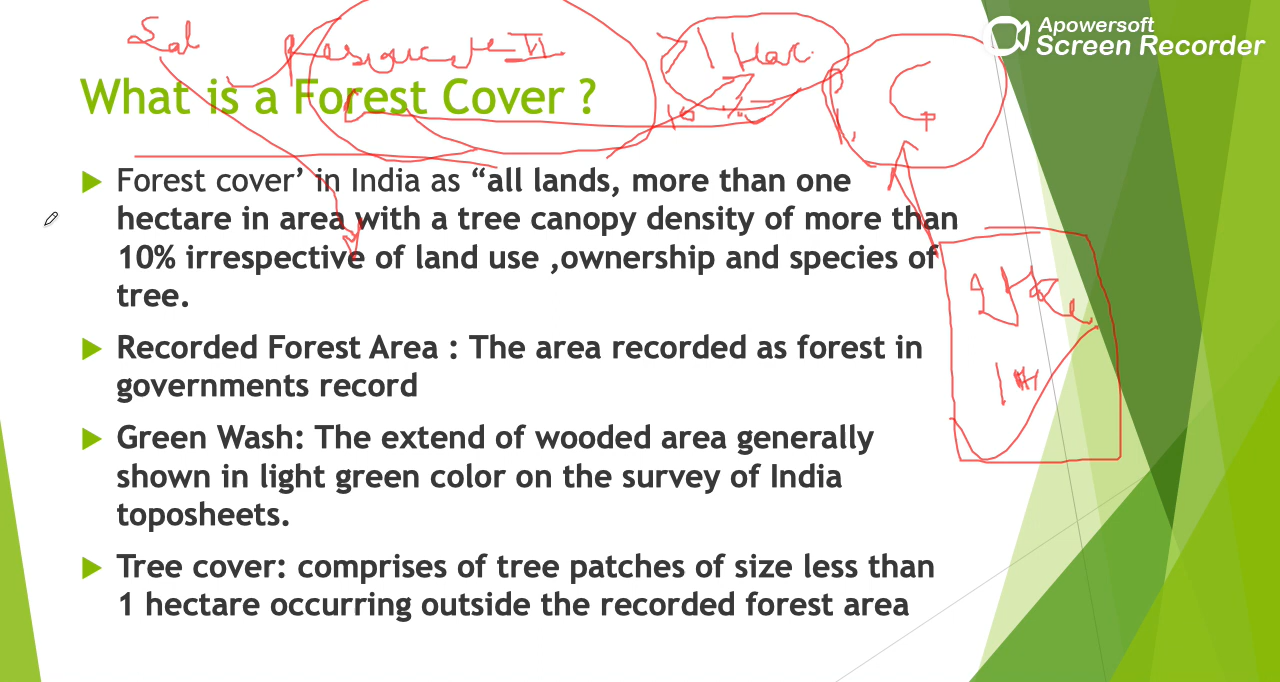 Apowersoft
Screen Recorder
Sal
What is a Forest Cover ?
Forest cover’ in India as “all lands, more than one
hectare in area with a tree canopy density of more than
10% irrespective of land use ,ownership and species of
tree.
Recorded Forest Area : The area recorded as forest in
governments record
Green Wash: The extend of wooded area generally
shown in light green color on the survey of India
toposheets.
Tree cover: comprises of tree patches of size less than
1 hectare occurring outside the recorded forest area